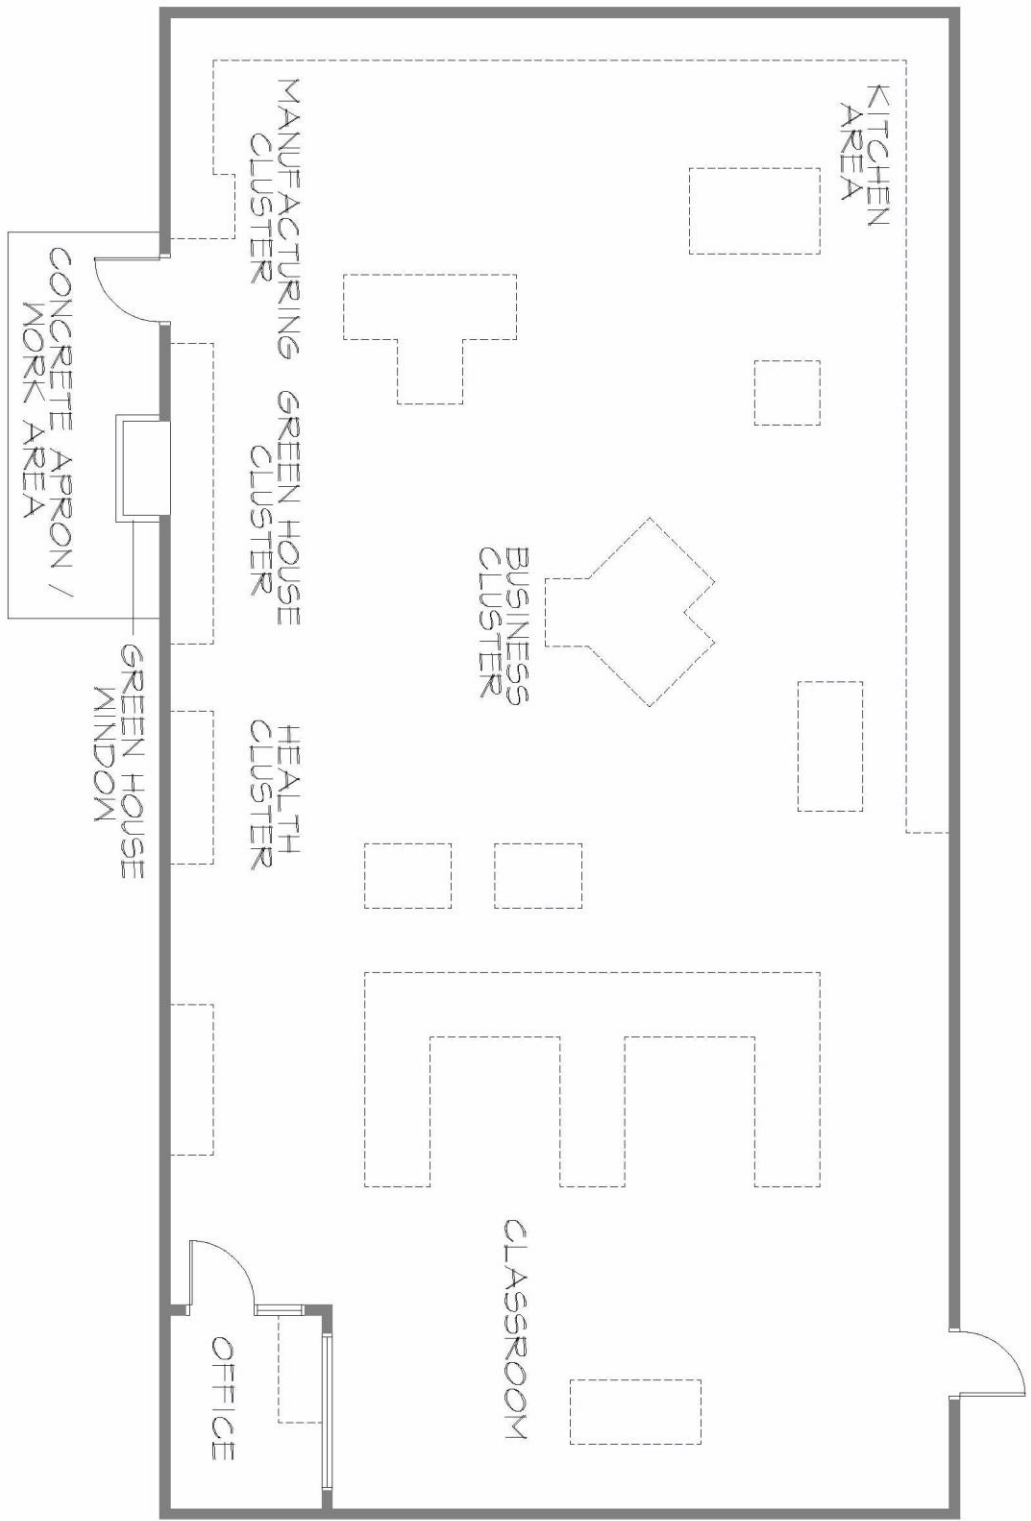 KITCHEN
AREA
MANUFACTURING
CLUSTER
GREEN HOUSE
CLUSTER
BUSINESS
CLUSTER
HEALTH
CLUSTER
CONCRETE APRON /
WORK AREA
GREEN HOUSE
WINDOW
CLASSROOM
OFFICE